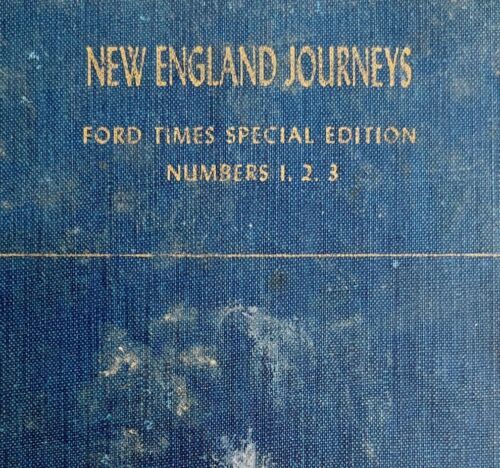 NEW ENGLAND JOURNEYS
FORD TIMES SPECIAL EDITION
NUMBERS 1, 2, 3